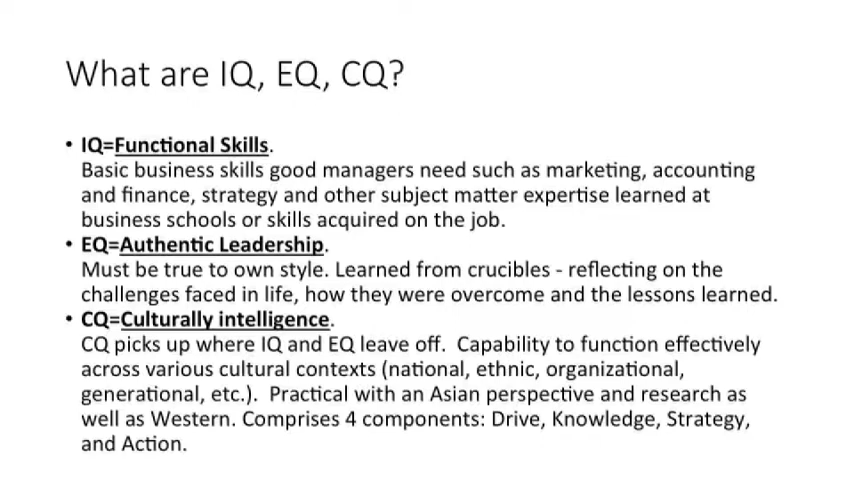 What are IQ, EQ, CQ?
• IQ=Functional Skills.
Basic business skills good managers need such as marketing, accounting
and finance, strategy and other subject matter expertise learned at
business schools or skills acquired on the job.
• EQ=Authentic Leadership.
Must be true to own style. Learned from crucibles - reflecting on the
challenges faced in life, how they were overcome and the lessons learned.
• CQ=Culturally intelligence.
CQ picks up where IQ and EQ leave off.  Capability to function effectively
across various cultural contexts (national, ethnic, organizational,
generational, etc.).  Practical with an Asian perspective and research as
well as Western. Comprises 4 components: Drive, Knowledge, Strategy,
and Action.